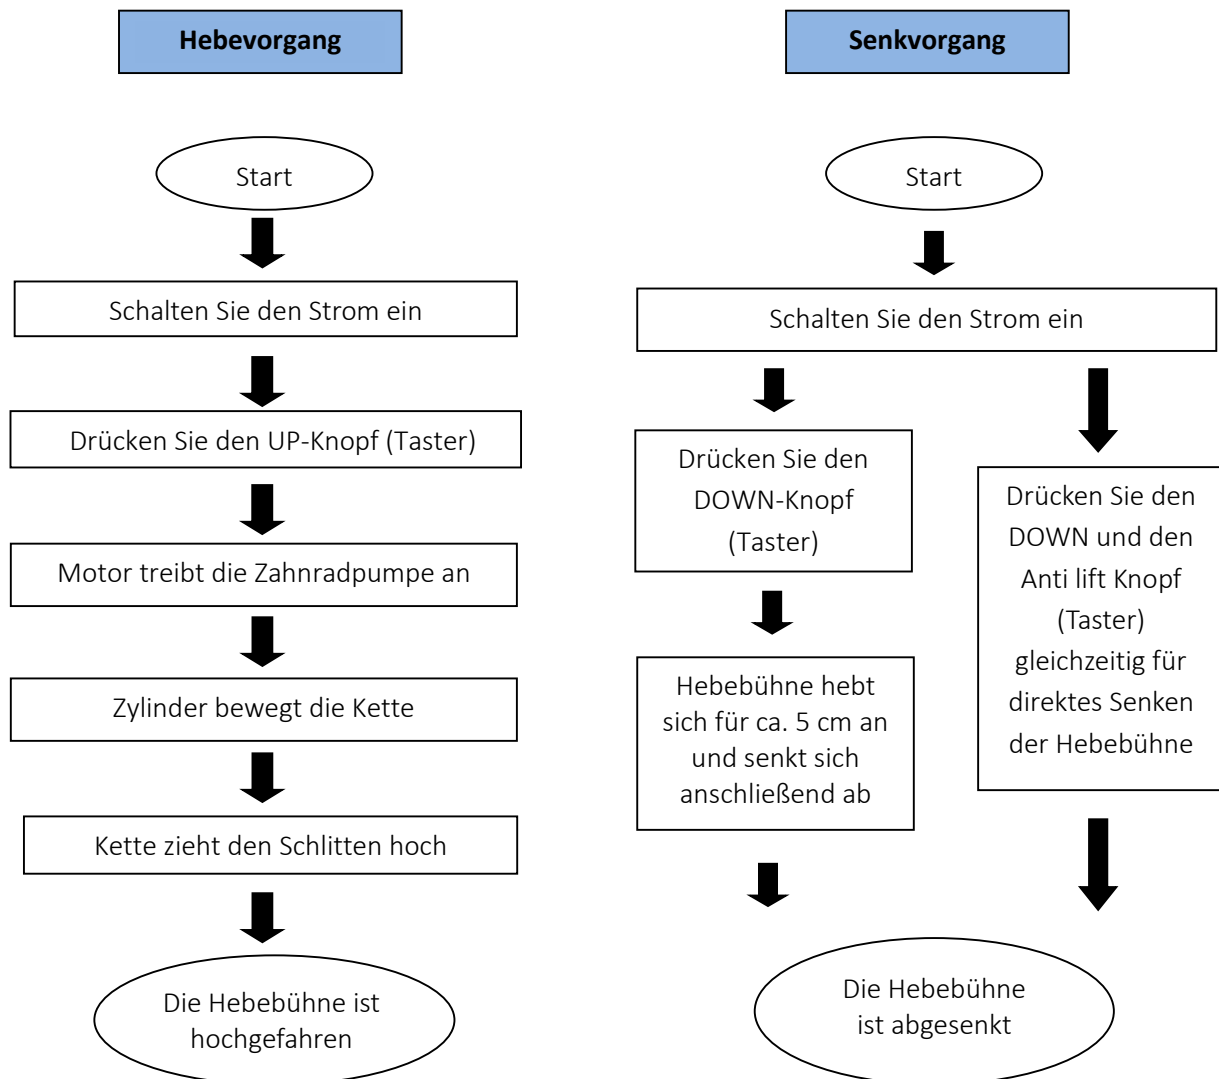 Hebevorgang
Start
Schalten Sie den Strom ein
Drücken Sie den UP-Knopf (Taster)
Motor treibt die Zahnradpumpe an
Zylinder bewegt die Kette
Kette zieht den Schlitten hoch
Die Hebebühne ist
hochgefahren
Senkvorgang
Start
Schalten Sie den Strom ein
Drücken Sie den
DOWN-Knopf
(Taster)
Hebebühne hebt
sich für ca. 5 cm an
und senkt sich
anschließend ab
Drücken Sie den
DOWN und den
Anti lift Knopf
(Taster)
gleichzeitig für
direktes Senken
der Hebebühne
Die Hebebühne
ist abgesenkt